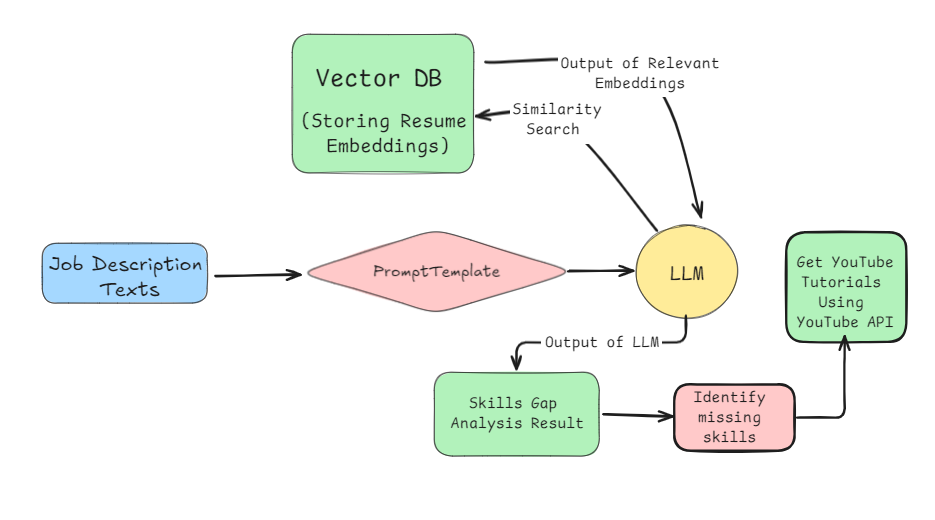 Vector DB
(Storing Resume
Embeddings)
Output of Relevant
Embeddings
Similarity
Search
Job Description
Texts
PromptTemplate
LLM
Get YouTube
Tutorials
Using
YouTube API
Output of LLM
Skills Gap
Analysis Result
Identify
missing
skills